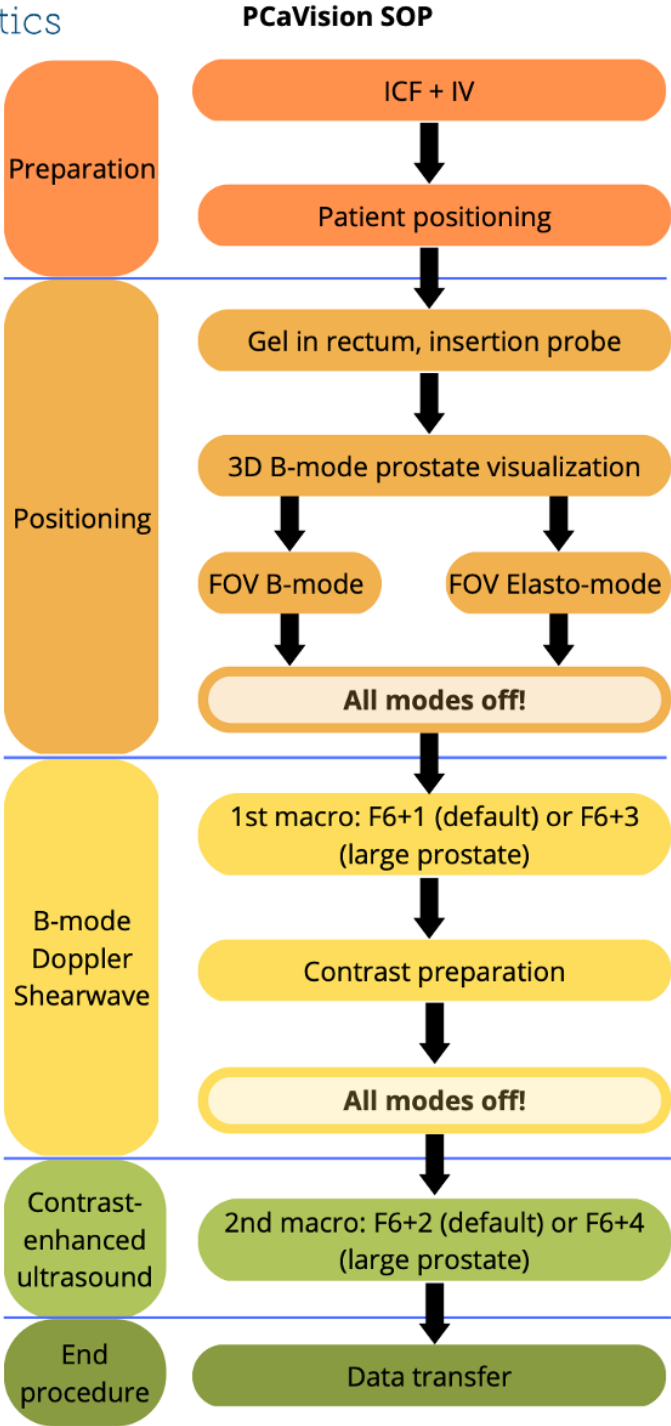 tics
PCaVision SOP
Preparation
ICF + IV
Patient positioning
Positioning
Gel in rectum, insertion probe
3D B-mode prostate visualization
FOV B-mode
FOV Elasto-mode
All modes off!
B-mode
Doppler
Shearwave
1st macro: F6+1 (default) or F6+3
(large prostate)
Contrast preparation
All modes off!
Contrast-
enhanced
ultrasound
2nd macro: F6+2 (default) or F6+4
(large prostate)
End
procedure
Data transfer